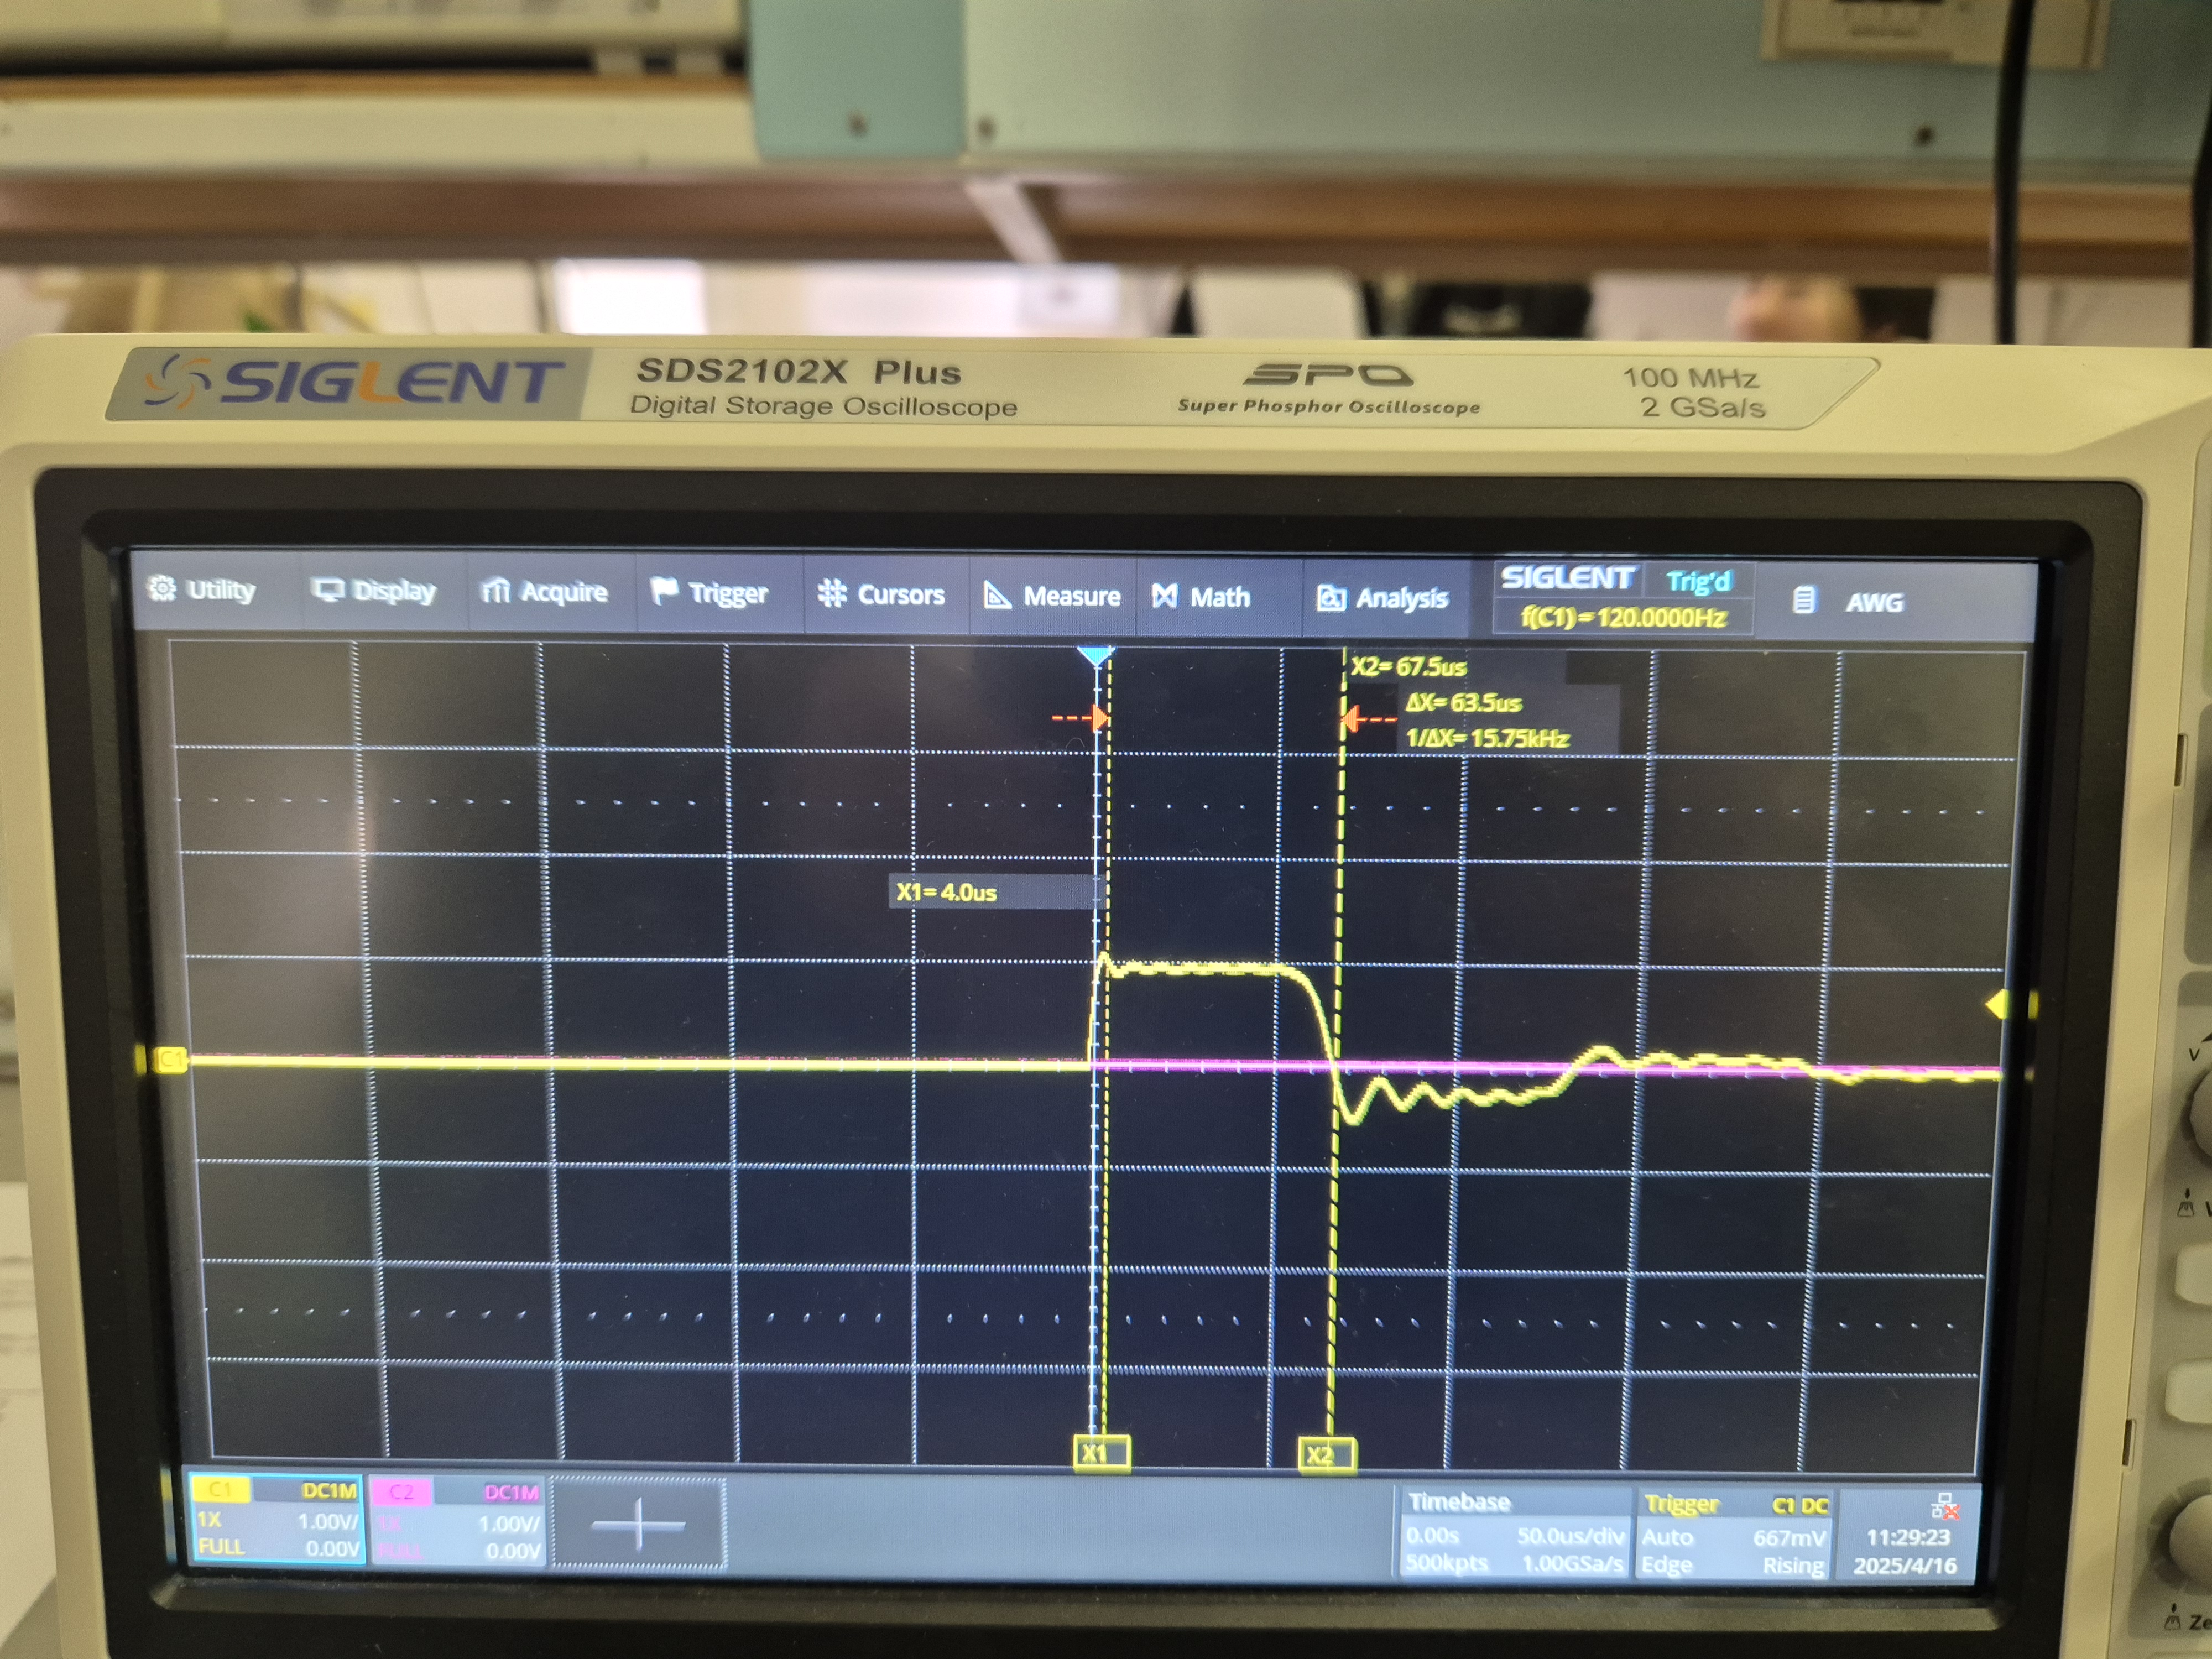 SIGLENT
SDS2102X Plus
Digital Storage Oscilloscope
SPO
Super Phosphor Oscilloscope
100 MHz
2 GSa/s
Utility
Display
Acquire
Trigger
Cursors
Measure
Math
Analysis
SIGLENT
Trig'd
f(C1)=120.0000Hz
AWG
X2= 67.5us
ΔX= 63.5us
1/ΔX= 15.75kHz
X1= 4.0us
C1
X1
X2
C1 DC1M
1X 1.00V/
FULL 0.00V
C2 DC1M
1X 1.00V/
FULL 0.00V
Timebase
0.00s 50.0us/div
500kpts 1.00GSa/s
Trigger C1 DC
Auto 667mV
Edge Rising
11:29:23
2025/4/16